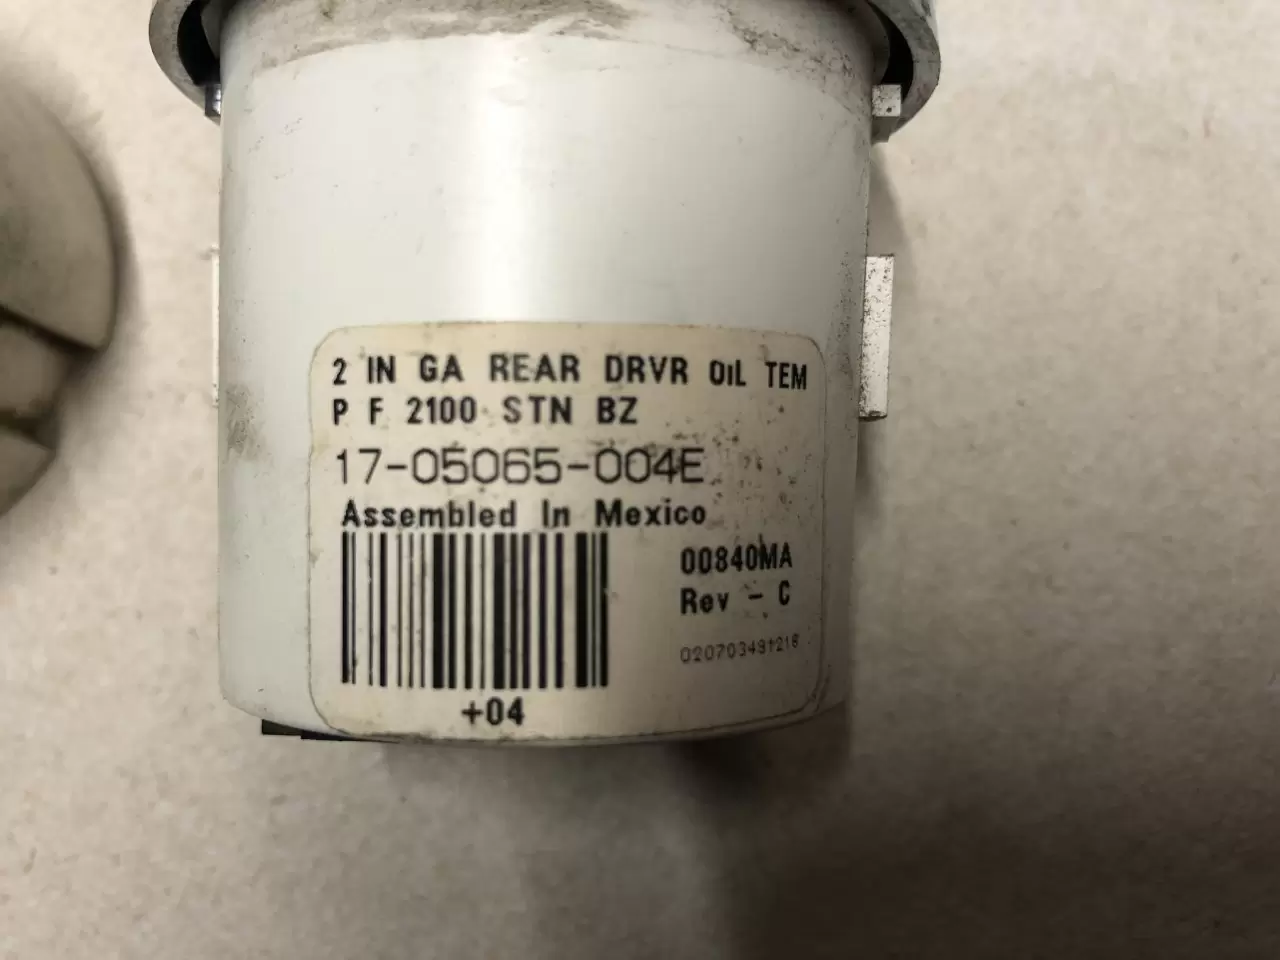 2 IN GA REAR DRVR OIL TEM
P F 2100 STN BZ
17-05065-004E
Assembled In Mexico
00840MA
Rev - C
020703491218
+04